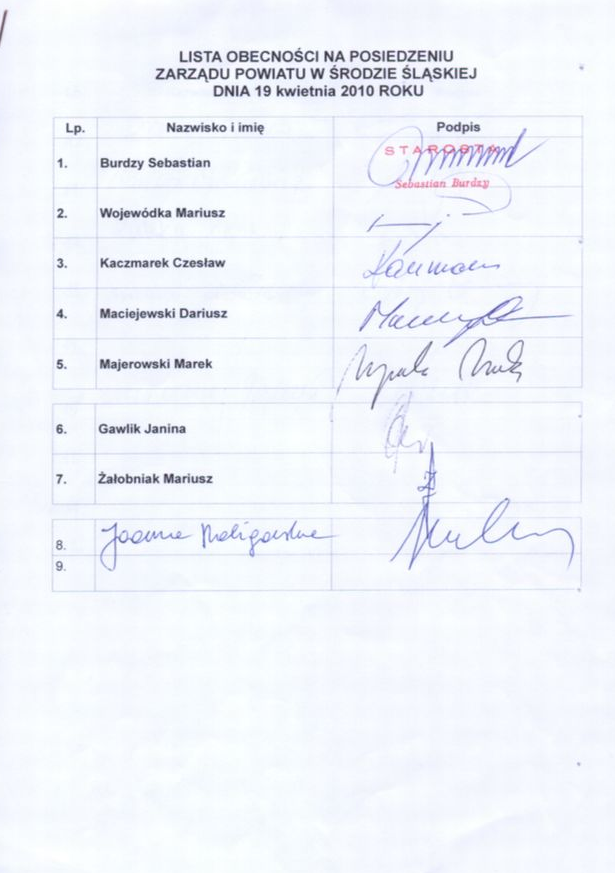 LISTA OBECNOŚCI NA POSIEDZENIU
ZARZĄDU POWIATU W ŚRODZIE ŚLĄSKIEJ
DNIA 19 kwietnia 2010 ROKU
Lp. Nazwisko i imię Podpis
1. Burdzy Sebastian STAROSTA
Sebastian Burdzy
2. Wojewódka Mariusz
3. Kaczmarek Czesław
4. Maciejewski Dariusz
5. Majerowski Marek
6. Gawlik Janina
7. Żałobniak Mariusz
8. Joanna
9.